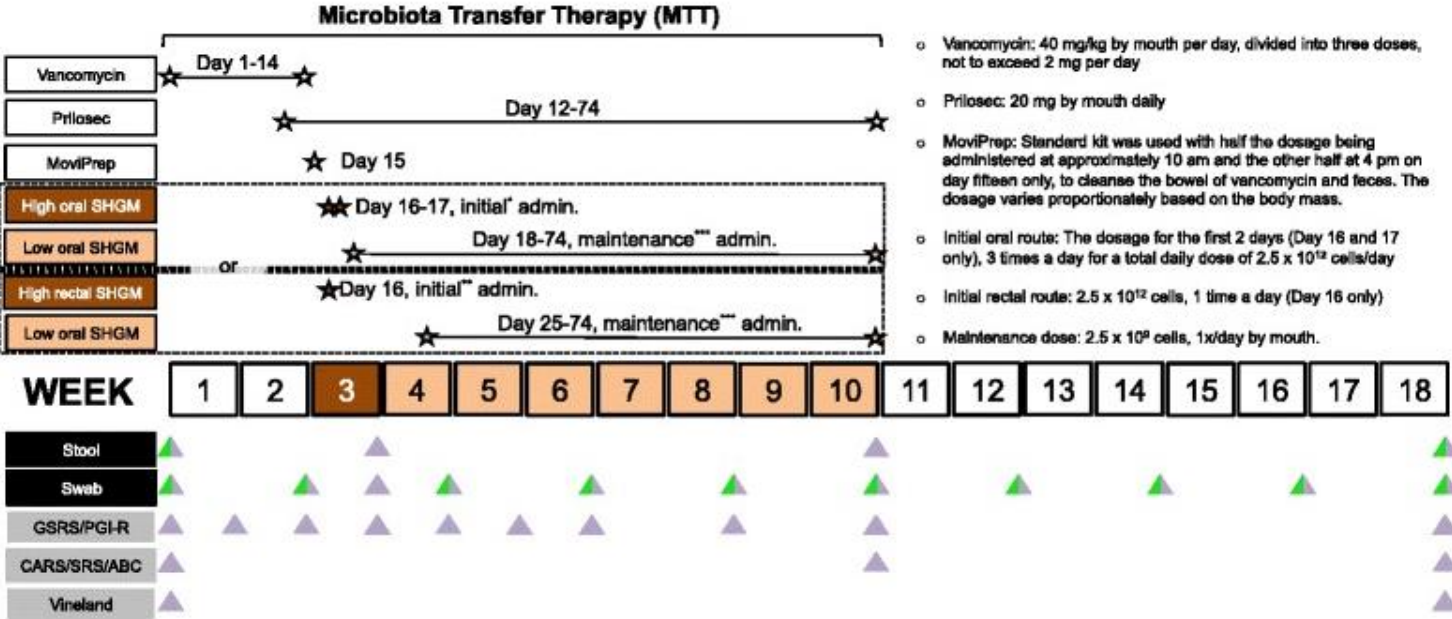 Microbiota Transfer Therapy (MTT)
Vancomycin
Day 1-14
Prilosec
Day 12-74
MoviPrep
Day 15
High oral SHGM
Day 16-17, initial* admin.
Low oral SHGM
Day 18-74, maintenance*** admin.
or
High rectal SHGM
Day 16, initial** admin.
Low oral SHGM
Day 25-74, maintenance*** admin.
o Vancomycin: 40 mg/kg by mouth per day, divided into three doses,
not to exceed 2 mg per day
o Prilosec: 20 mg by mouth daily
o MoviPrep: Standard kit was used with half the dosage being
administered at approximately 10 am and the other half at 4 pm on
day fifteen only, to cleanse the bowel of vancomycin and feces. The
dosage varies proportionately based on the body mass.
o Initial oral route: The dosage for the first 2 days (Day 16 and 17
only), 3 times a day for a total daily dose of 2.5 x 10¹² cells/day
o Initial rectal route: 2.5 x 10¹² cells, 1 time a day (Day 16 only)
o Maintenance dose: 2.5 x 10⁹ cells, 1x/day by mouth.
WEEK 1 2 3 4 5 6 7 8 9 10 11 12 13 14 15 16 17 18
Stool
Swab
GSRS/PGI-R
CARS/SRS/ABC
Vineland